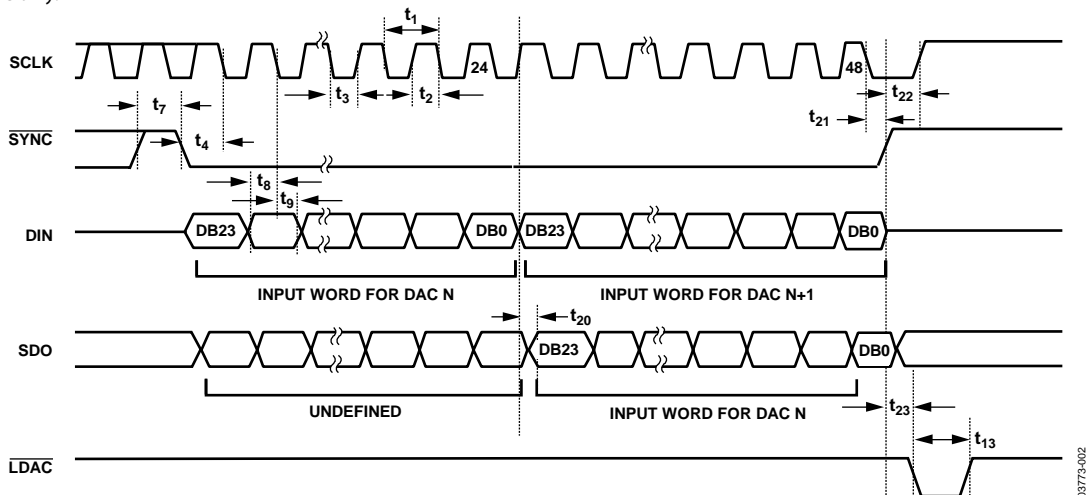 t1
SCLK
24
48
t3
t2
t22
t7
t21
SYNC
t4
t8
t9
DIN
DB23
DB0
DB23
DB0
INPUT WORD FOR DAC N
INPUT WORD FOR DAC N+1
t20
SDO
DB23
DB0
UNDEFINED
INPUT WORD FOR DAC N
t23
t13
LDAC
03773-002